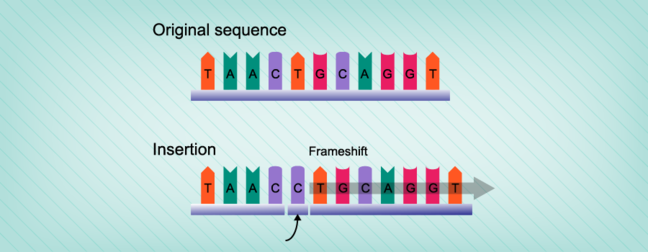 Original sequence
T A A C T G C A G G T
Insertion
Frameshift
T A A C C T G C A G G T